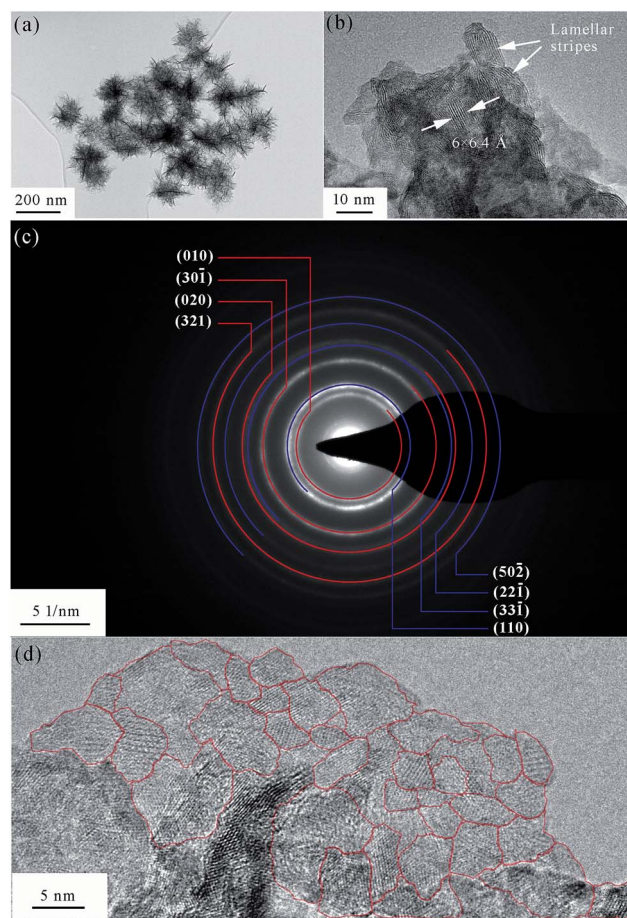 (a)
200 nm
(b)
Lamellar
stripes
6×6.4 Å
10 nm
(c)
(010)
(301̄)
(020)
(321)
(502̄)
(221̄)
(331̄)
(110)
5 1/nm
(d)
5 nm